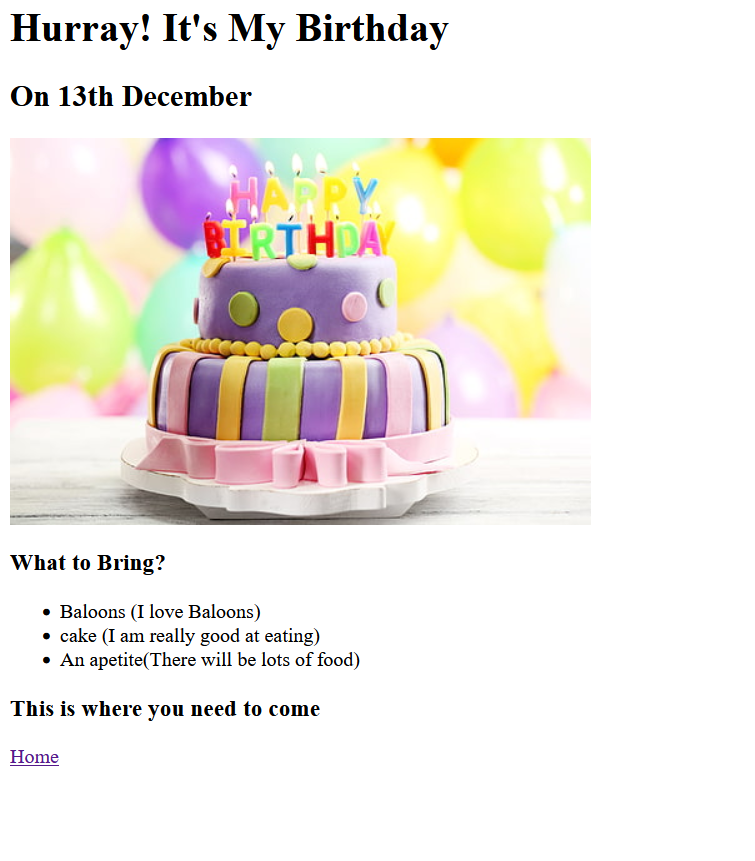 Hurray! It's My Birthday
On 13th December
HAPPY
BIRTHDAY
What to Bring?
Baloons (I love Baloons)
cake (I am really good at eating)
An apetite(There will be lots of food)
This is where you need to come
Home